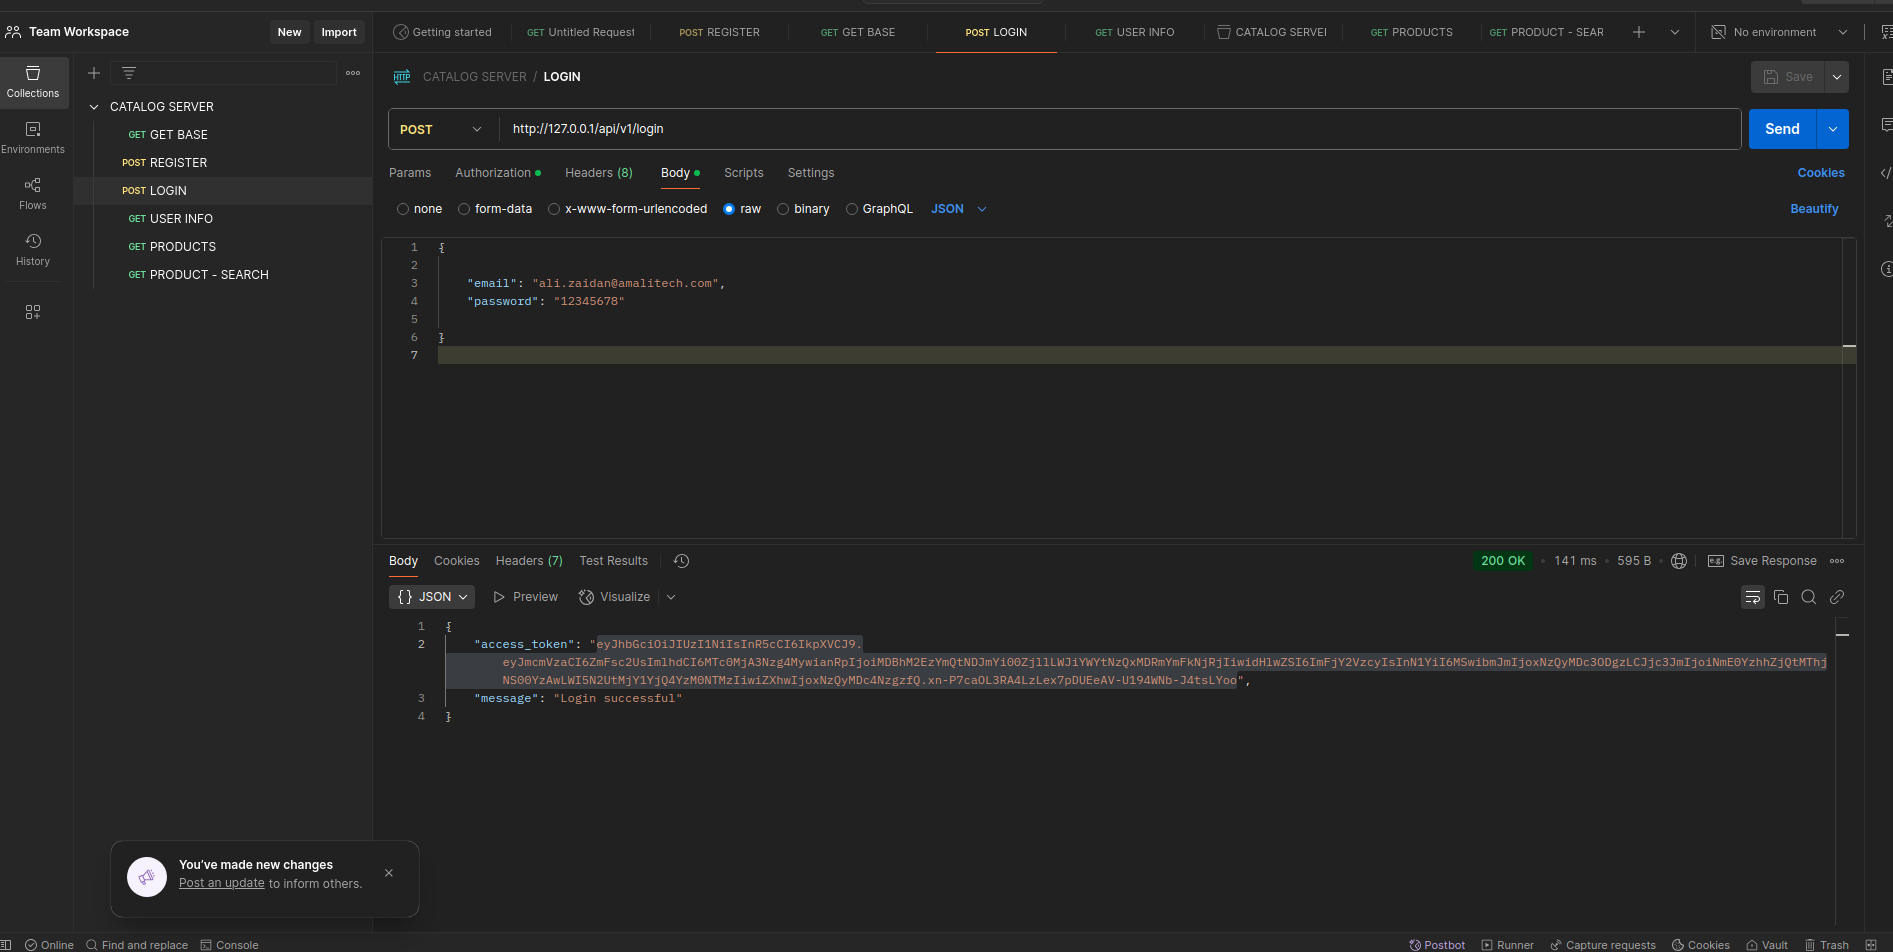 Team Workspace
New
Import
Getting started
GET Untitled Request
POST REGISTER
GET GET BASE
POST LOGIN
GET USER INFO
CATALOG SERVEI
GET PRODUCTS
GET PRODUCT - SEAR
No environment
Collections
Environments
Flows
History
CATALOG SERVER
GET GET BASE
POST REGISTER
POST LOGIN
GET USER INFO
GET PRODUCTS
GET PRODUCT - SEARCH
HTTP CATALOG SERVER / LOGIN
Save
POST
http://127.0.0.1/api/v1/login
Send
Params
Authorization
Headers (8)
Body
Scripts
Settings
Cookies
none
form-data
x-www-form-urlencoded
raw
binary
GraphQL
JSON
Beautify
1 {
2
3 "email": "ali.zaidan@amalitech.com",
4 "password": "12345678"
5
6 }
7
Body
Cookies
Headers (7)
Test Results
200 OK
141 ms
595 B
e.g. Save Response
{} JSON
Preview
Visualize
1 {
2 "access_token": "eyJhbGciOiJIUzI1NiIsInR5cCI6IkpXVCJ9.
3 "message": "Login successful"
4 }
You've made new changes
Post an update to inform others.
Online
Find and replace
Console
Postbot
Runner
Capture requests
Cookies
Vault
Trash